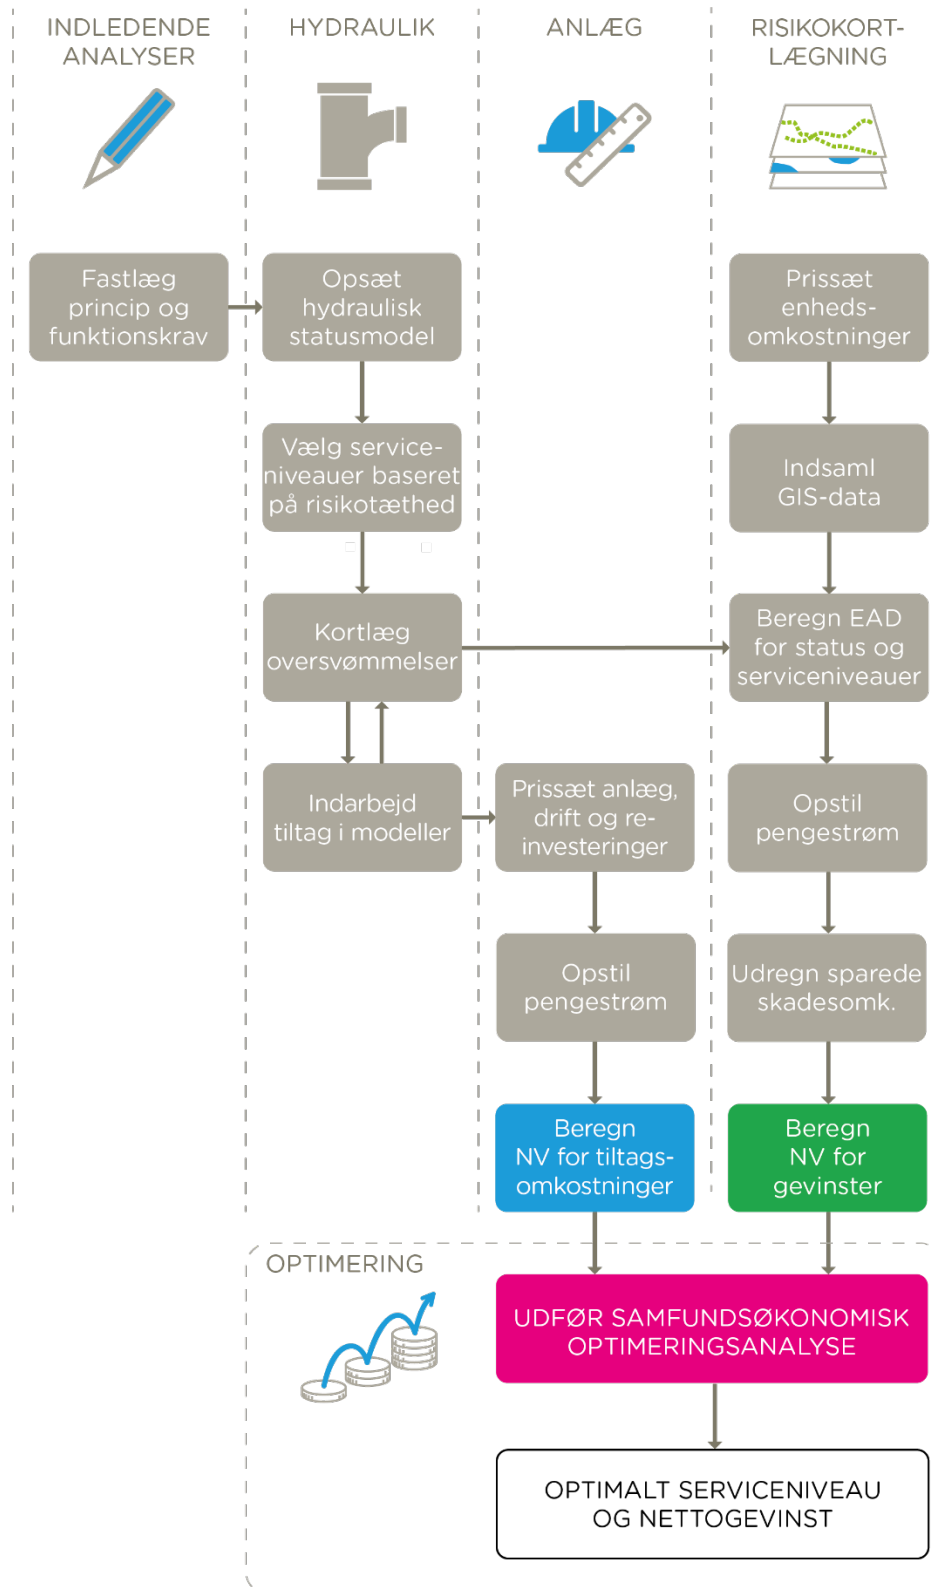 INDLEDENDE
ANALYSER
HYDRAULIK
ANLÆG
RISIKOKORT-
LÆGNING
Fastlæg
princip og
funktionskrav
Opsæt
hydraulisk
statusmodel
Prissæt
enheds-
omkostninger
Vælg service-
niveauer baseret
på risikotæthed
Indsaml
GIS-data
Kortlæg
oversvømmelser
Beregn EAD
for status og
serviceniveauer
Indarbejd
tiltag i modeller
Prissæt anlæg,
drift og re-
investeringer
Opstil
pengestrøm
Opstil
pengestrøm
Udregn sparede
skadesomk.
Beregn
NV for tiltags-
omkostninger
Beregn
NV for
gevinster
OPTIMERING
UDFØR SAMFUNDSØKONOMISK
OPTIMERINGSANALYSE
OPTIMALT SERVICENIVEAU
OG NETTOGEVINST